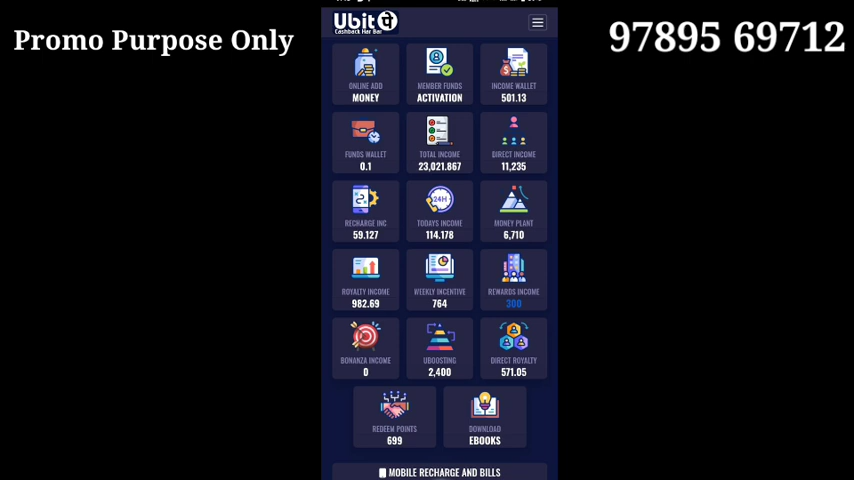 Promo Purpose Only
97895 69712
Ubit पे
Cashback Har Bar
ONLINE ADD
MONEY
MEMBER FUNDS
ACTIVATION
INCOME WALLET
501.13
FUNDS WALLET
0.1
TOTAL INCOME
23,021.867
DIRECT INCOME
11,235
RECHARGE INC
59.127
24H
TODAYS INCOME
114.178
MONEY PLANT
6,710
ROYALTY INCOME
982.69
WEEKLY INCENTIVE
764
REWARDS INCOME
300
BONANZA INCOME
0
UBOOSTING
2,400
DIRECT ROYALTY
571.05
REDEEM POINTS
699
DOWNLOAD
EBOOKS
MOBILE RECHARGE AND BILLS